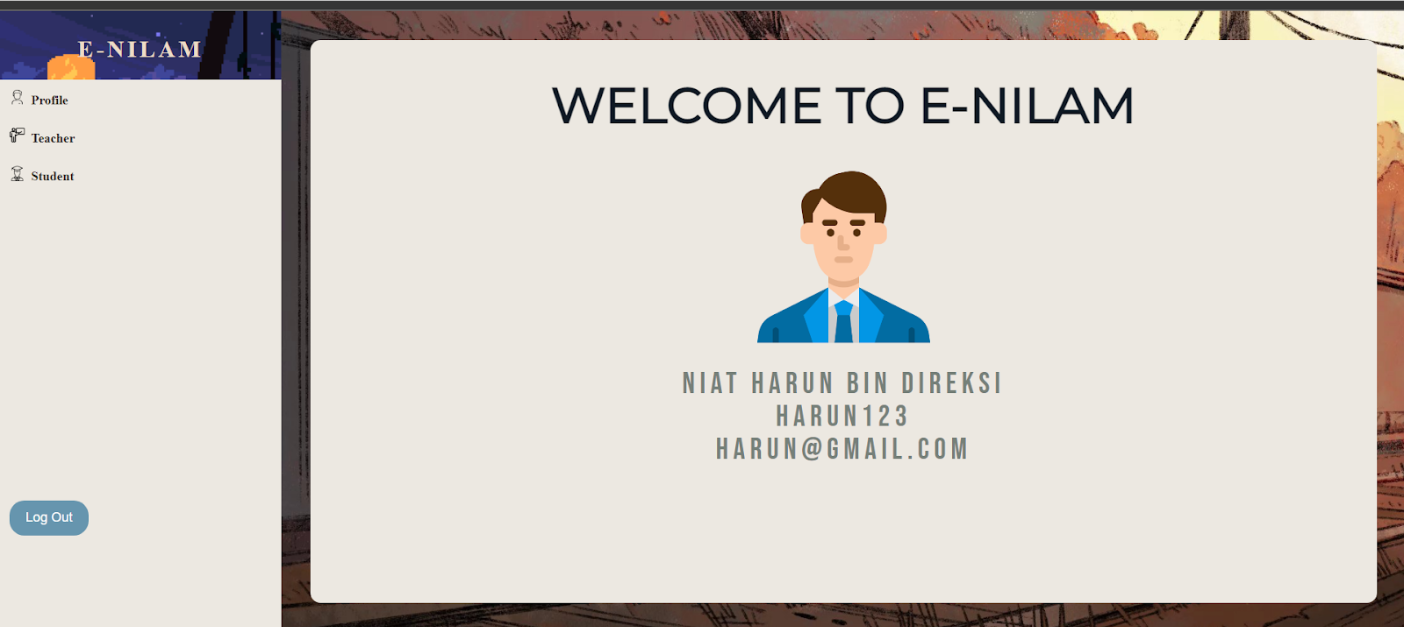 E-NILAM
Profile
Teacher
Student
Log Out
WELCOME TO E-NILAM
NIAT HARUN BIN DIREKSI
HARUN123
HARUN@GMAIL.COM